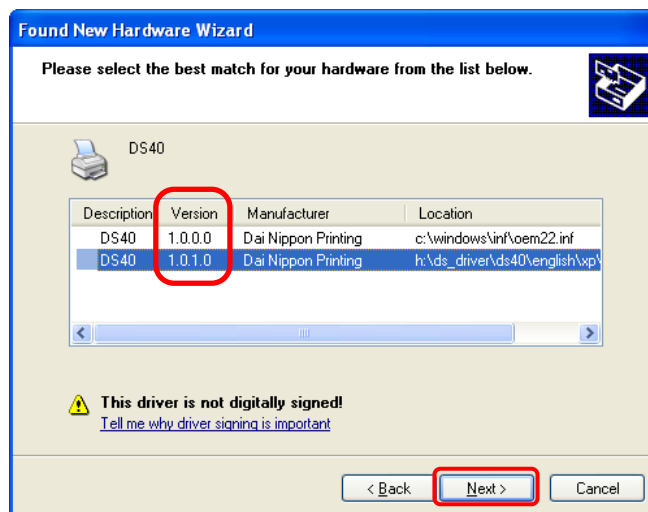 Found New Hardware Wizard
Please select the best match for your hardware from the list below.
DS40
Description Version Manufacturer Location
DS40 1.0.0.0 Dai Nippon Printing c:\windows\inf\oem22.inf
DS40 1.0.1.0 Dai Nippon Printing h:\ds_driver\ds40\english\xp\
This driver is not digitally signed!
Tell me why driver signing is important
< Back Next > Cancel